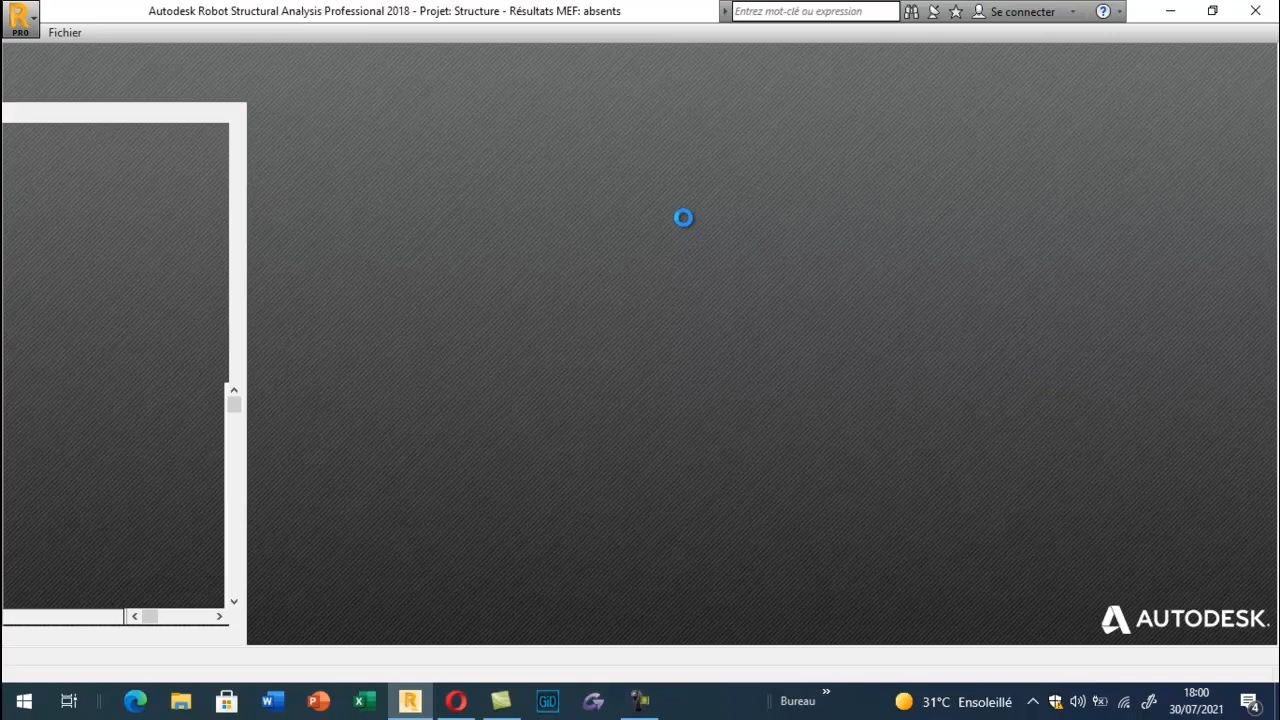 Autodesk Robot Structural Analysis Professional 2018 - Projet: Structure - Résultats MEF: absents
Entrez mot-clé ou expression
Se connecter
PRO
Fichier
AUTODESK.
Bureau
31°C Ensoleillé
18:00
30/07/2021
4
GiD